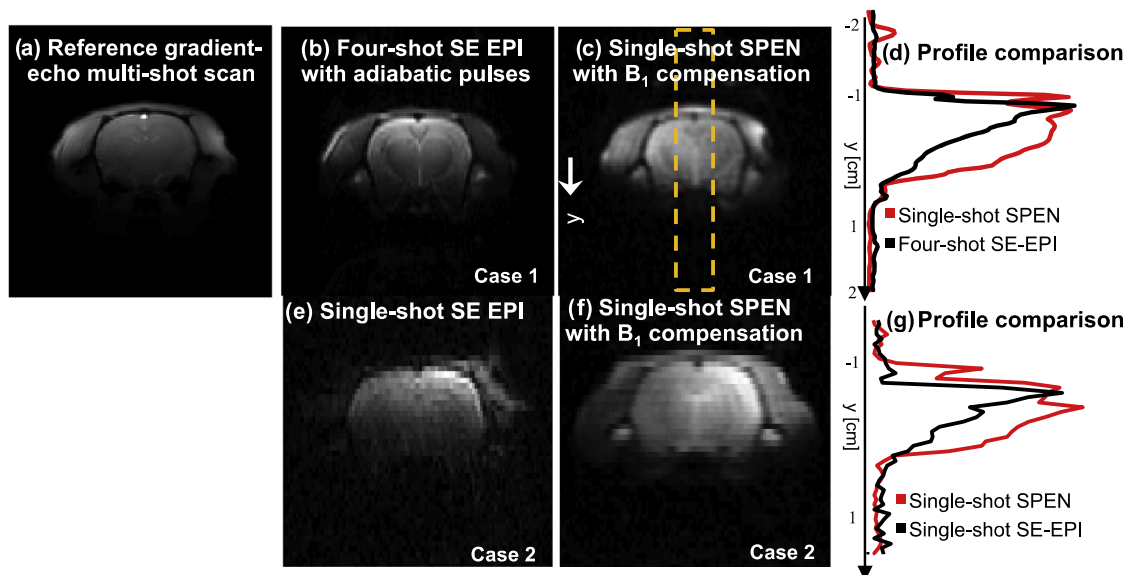 (a) Reference gradient-
echo multi-shot scan
(b) Four-shot SE EPI
with adiabatic pulses
Case 1
(c) Single-shot SPEN
with B₁ compensation
y
Case 1
(d) Profile comparison
-2
-1
y [cm]
1
2
Single-shot SPEN
Four-shot SE-EPI
(e) Single-shot SE EPI
Case 2
(f) Single-shot SPEN
with B₁ compensation
Case 2
(g) Profile comparison
-1
y [cm]
1
Single-shot SPEN
Single-shot SE-EPI